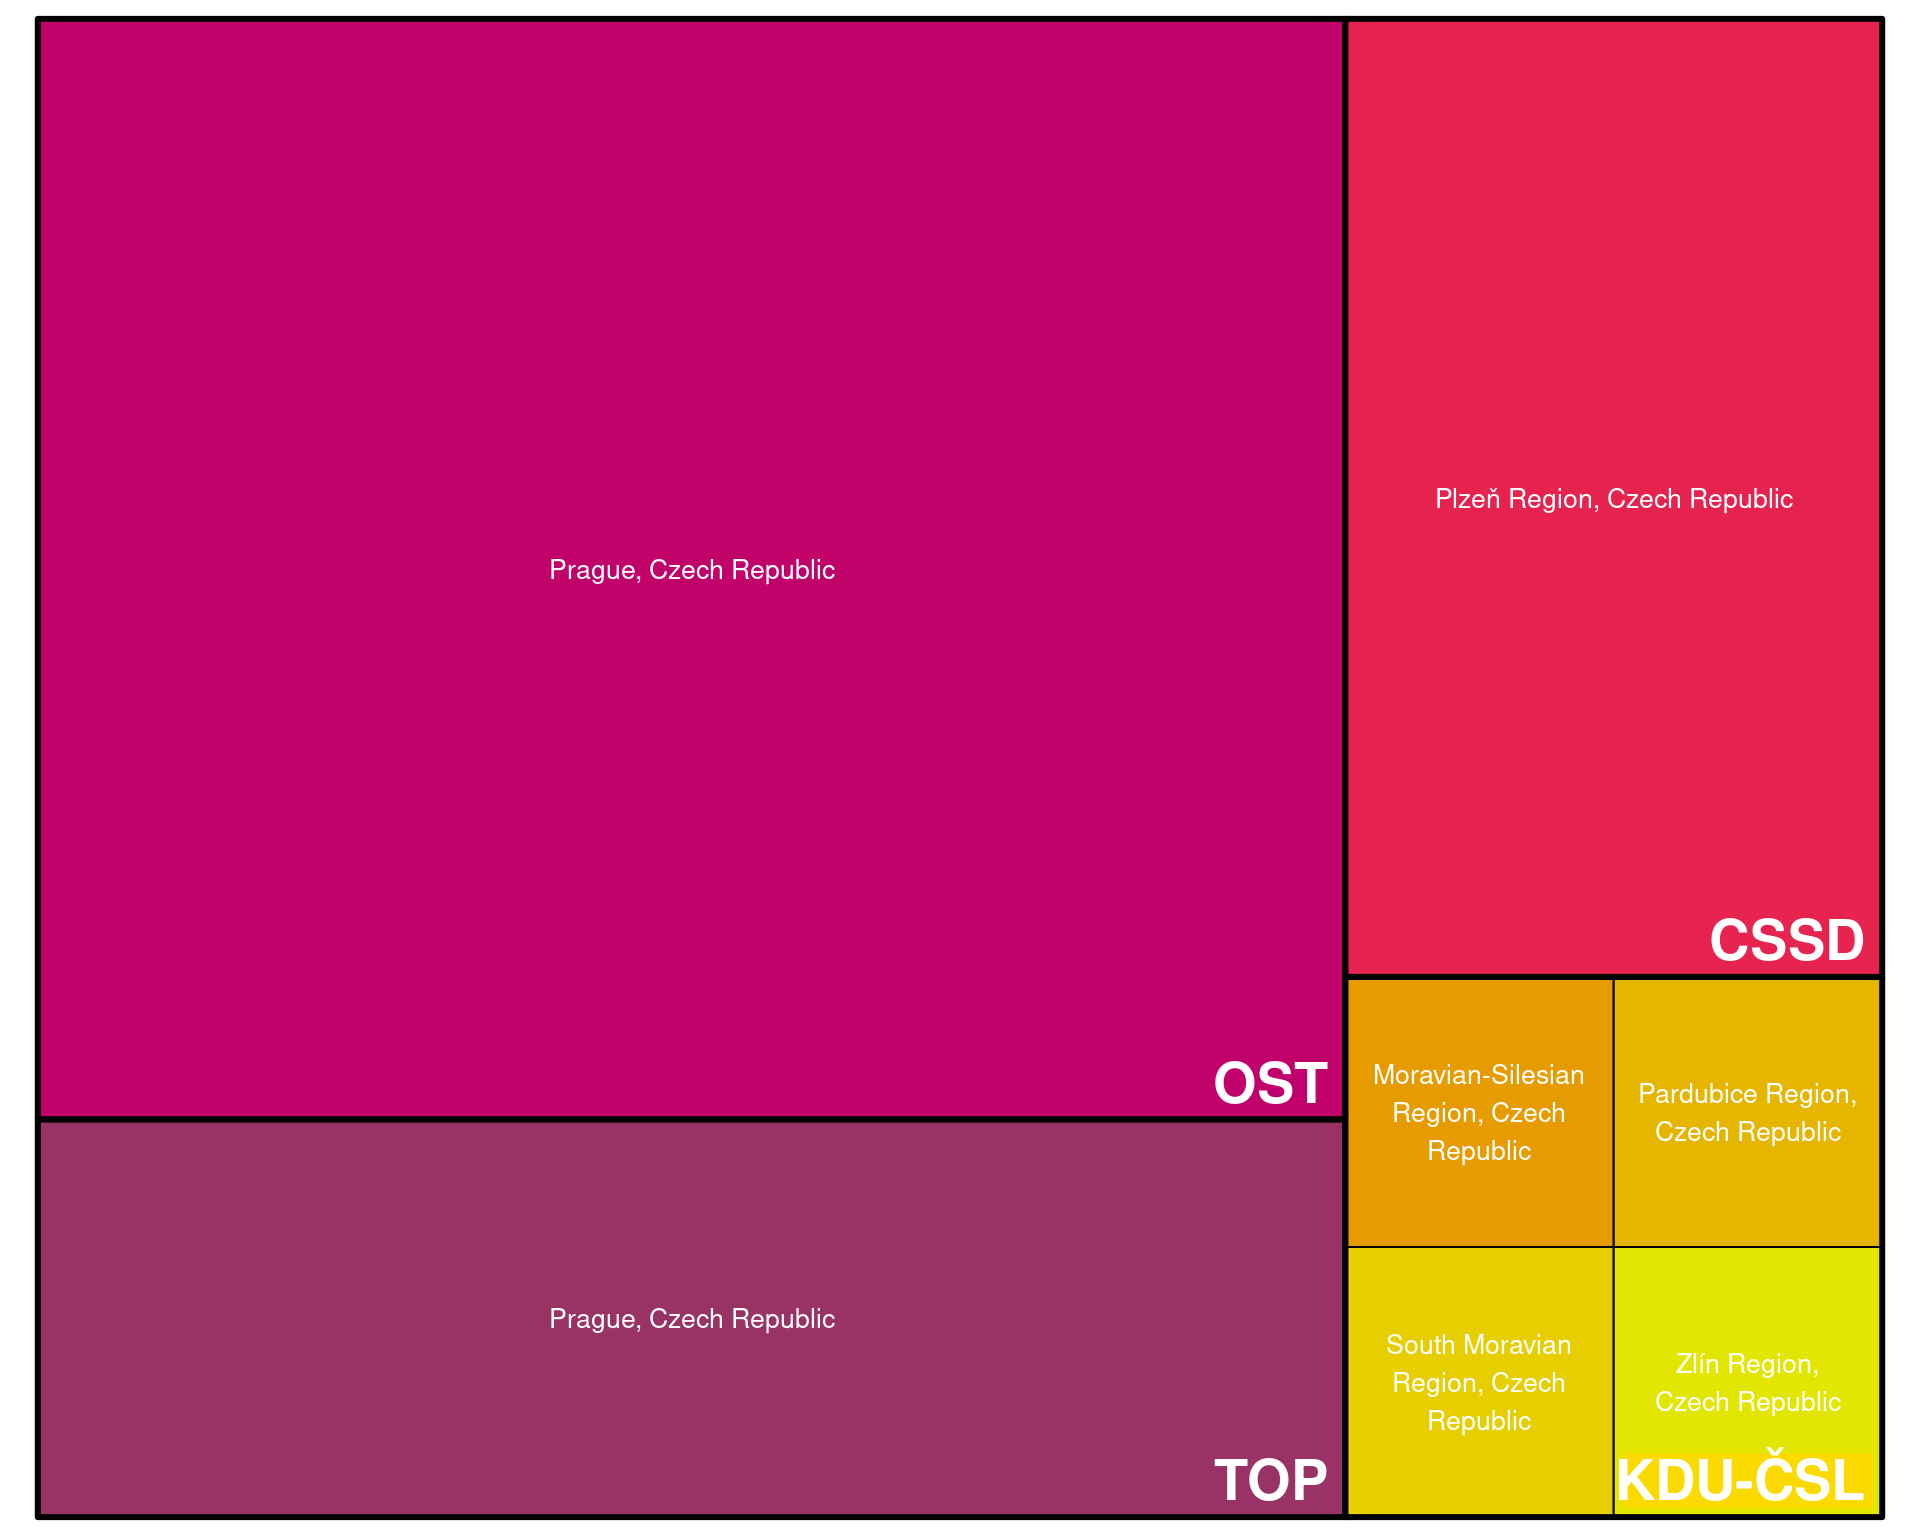 Prague, Czech Republic
OST
Prague, Czech Republic
TOP
Plzeň Region, Czech Republic
CSSD
Moravian-Silesian
Region, Czech
Republic
Pardubice Region,
Czech Republic
South Moravian
Region, Czech
Republic
Zlín Region,
Czech Republic
KDU-ČSL